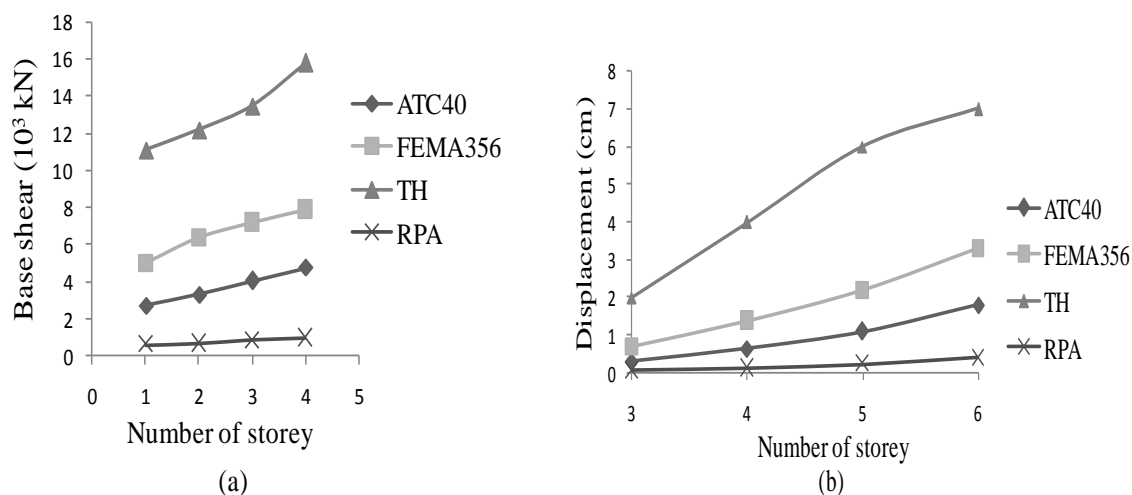 18
16
14
12
10
8
6
4
2
0
Base shear (10³ kN)
0 1 2 3 4 5
Number of storey
(a)
ATC40
FEMA356
TH
RPA
8
7
6
5
4
3
2
1
0
Displacement (cm)
3 4 5 6
Number of storey
(b)
ATC40
FEMA356
TH
RPA